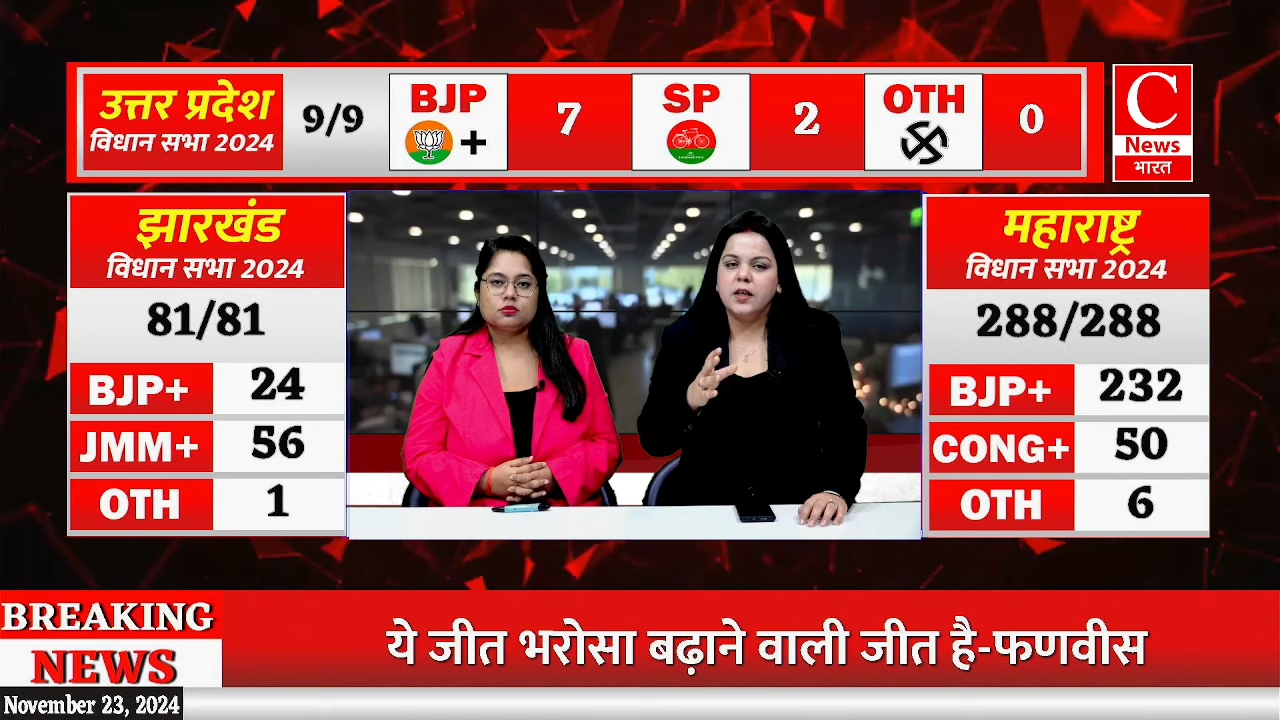 उत्तर प्रदेश
विधान सभा 2024
9/9
BJP
+
7
SP
2
OTH
0
C
News
भारत
झारखंड
विधान सभा 2024
81/81
BJP+ 24
JMM+ 56
OTH 1
महाराष्ट्र
विधान सभा 2024
288/288
BJP+ 232
CONG+ 50
OTH 6
BREAKING
NEWS
ये जीत भरोसा बढ़ाने वाली जीत है-फणवीस
November 23, 2024